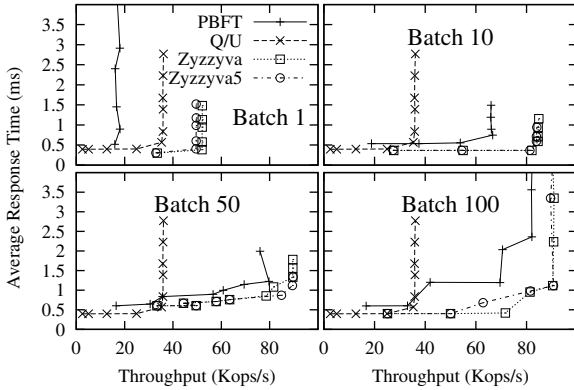 PBFT
Q/U
Zyzzyva
Zyzzyva5
Batch 1
Batch 10
Batch 50
Batch 100
Average Response Time (ms)
3.5
3
2.5
2
1.5
1
0.5
0
3.5
3
2.5
2
1.5
1
0.5
0
0 20 40 60 80
0 20 40 60 80
Throughput (Kops/s)
Throughput (Kops/s)